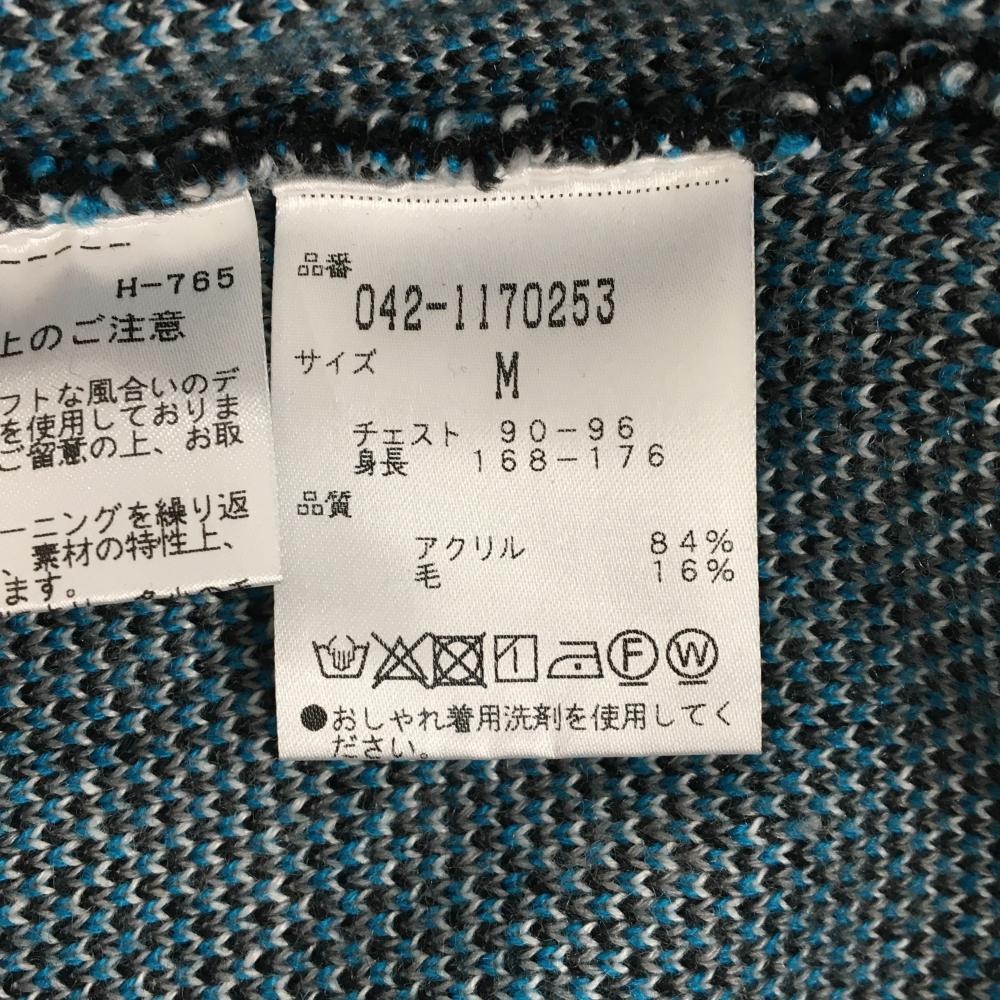 H-765
上のご注意
フトな風合いのデ
を使用しておりま
ご留意の上、お取
ーニングを繰り返
、素材の特性上、
ます。
品番
042-1170253
サイズ
M
チェスト 90-96
身長 168-176
品質
アクリル 84%
毛 16%
1
F
W
●おしゃれ着用洗剤を使用してく
ださい。